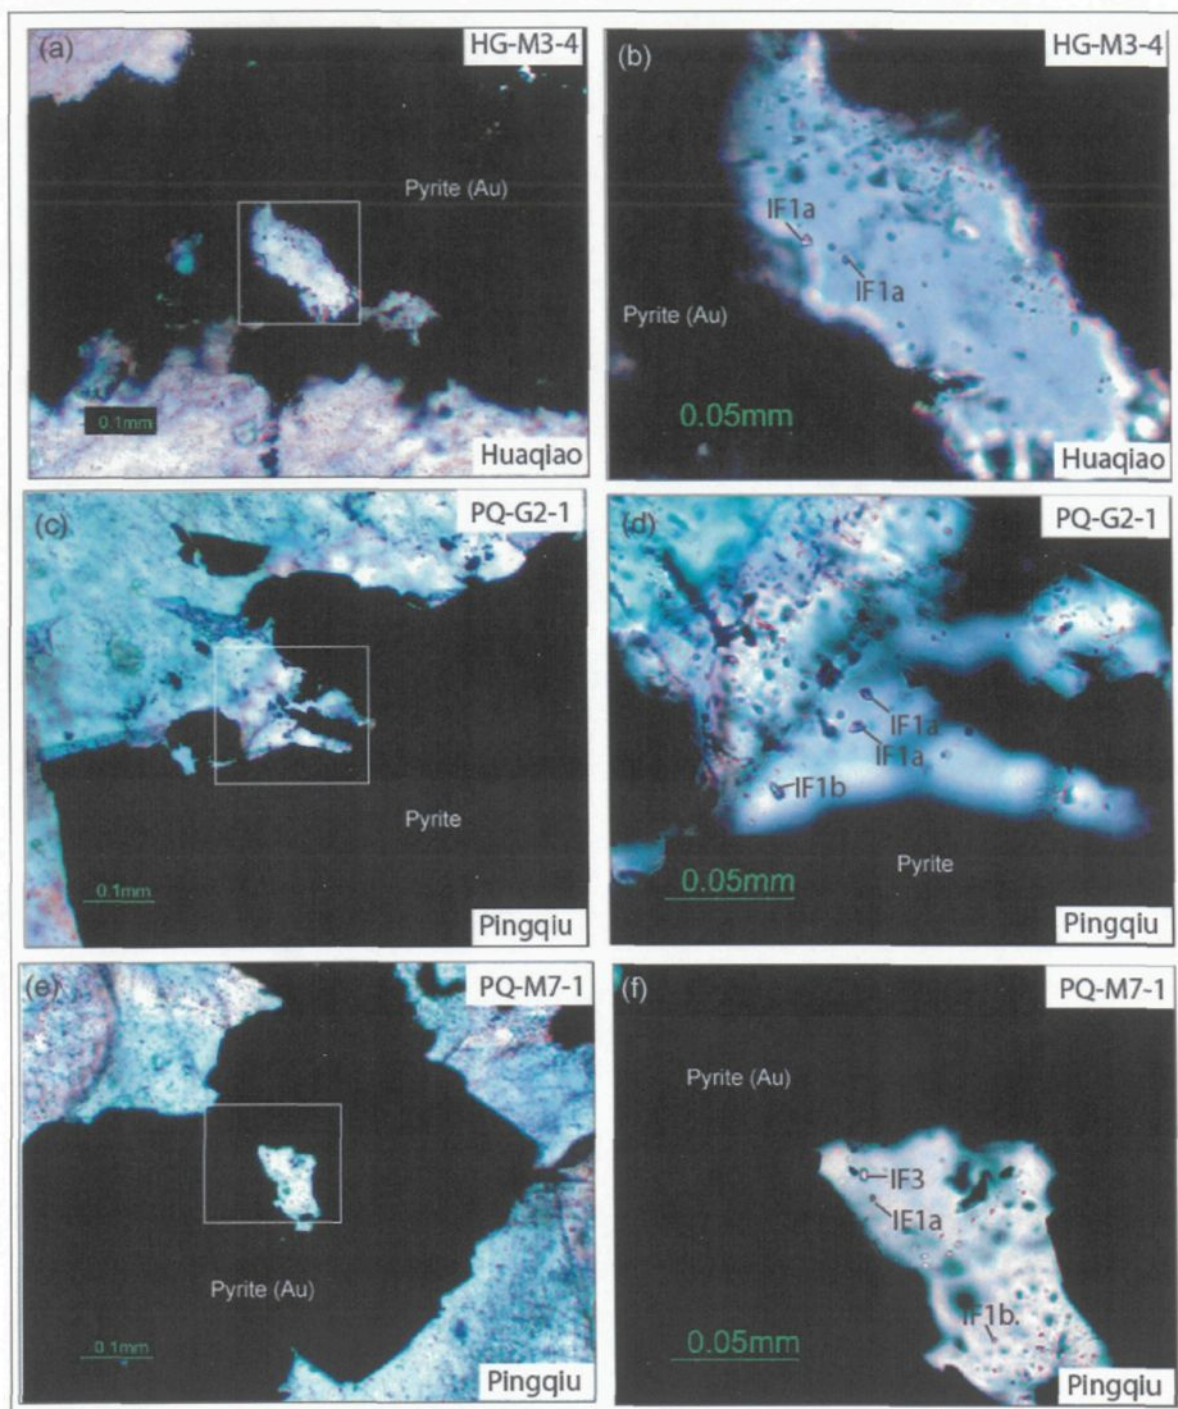 (a)
HG-M3-4
Pyrite (Au)
0.1mm
Huaqiao
(b)
HG-M3-4
IF1a
IF1a
Pyrite (Au)
0.05mm
Huaqiao
(c)
PQ-G2-1
Pyrite
0.1mm
Pingqiu
(d)
PQ-G2-1
IF1a
IF1a
IF1b
Pyrite
0.05mm
Pingqiu
(e)
PQ-M7-1
Pyrite (Au)
0.1mm
Pingqiu
(f)
PQ-M7-1
Pyrite (Au)
IF3
IF1a
IF1b.
0.05mm
Pingqiu